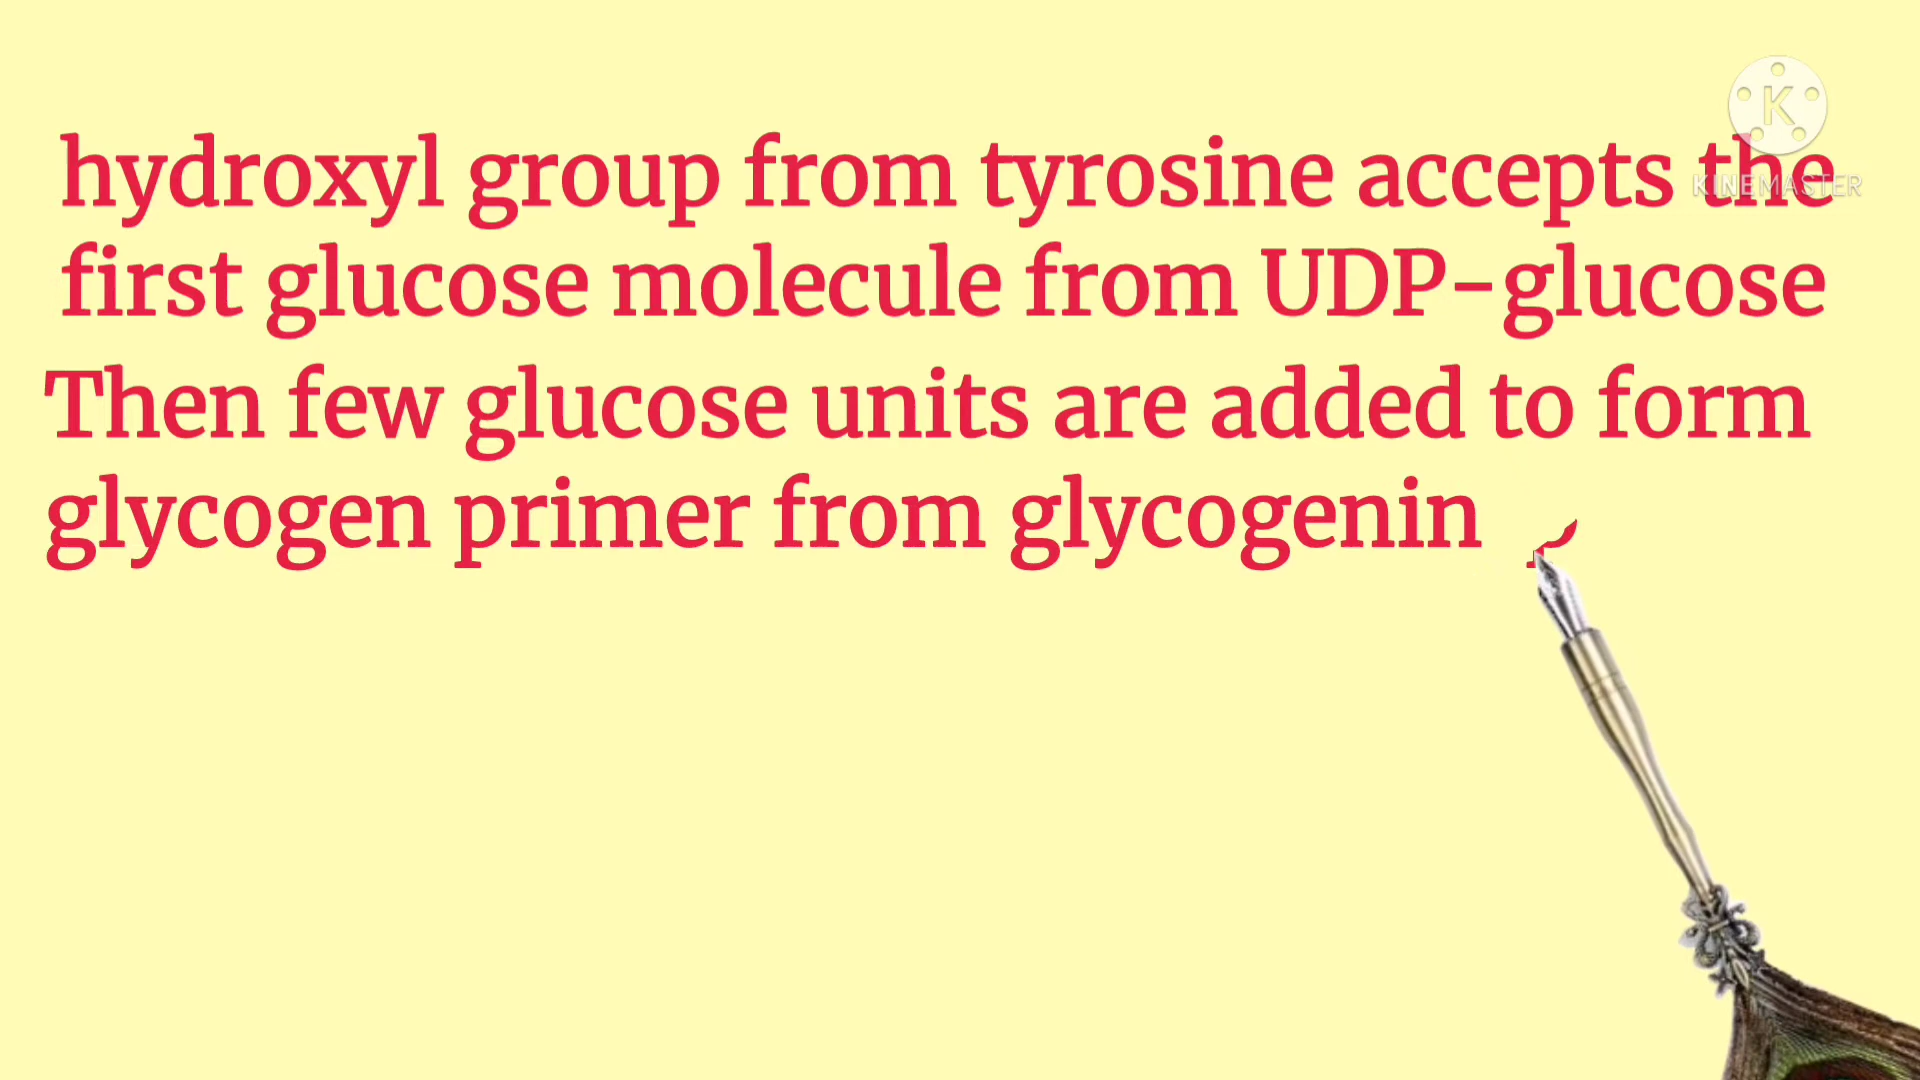 hydroxyl group from tyrosine accepts the
first glucose molecule from UDP-glucose
Then few glucose units are added to form
glycogen primer from glycogenin
K
KINEMASTER